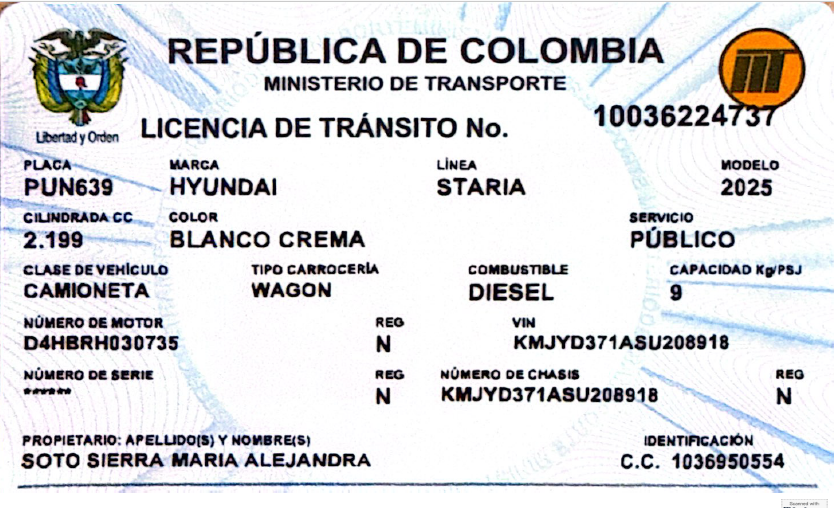 REPÚBLICA DE COLOMBIA
MINISTERIO DE TRANSPORTE
Libertad y Orden
LICENCIA DE TRÁNSITO No. 10036224737
PLACA MARCA LÍNEA MODELO
PUN639 HYUNDAI STARIA 2025
CILINDRADA CC COLOR SERVICIO
2.199 BLANCO CREMA PÚBLICO
CLASE DE VEHÍCULO TIPO CARROCERÍA COMBUSTIBLE CAPACIDAD Kg/PSJ
CAMIONETA WAGON DIESEL 9
NÚMERO DE MOTOR REG VIN
D4HBRH030735 N KMJYD371ASU208918
NÚMERO DE SERIE REG NÚMERO DE CHASIS REG
****** N KMJYD371ASU208918 N
PROPIETARIO: APELLIDO(S) Y NOMBRE(S) IDENTIFICACIÓN
SOTO SIERRA MARIA ALEJANDRA C.C. 1036950554
Scanned with